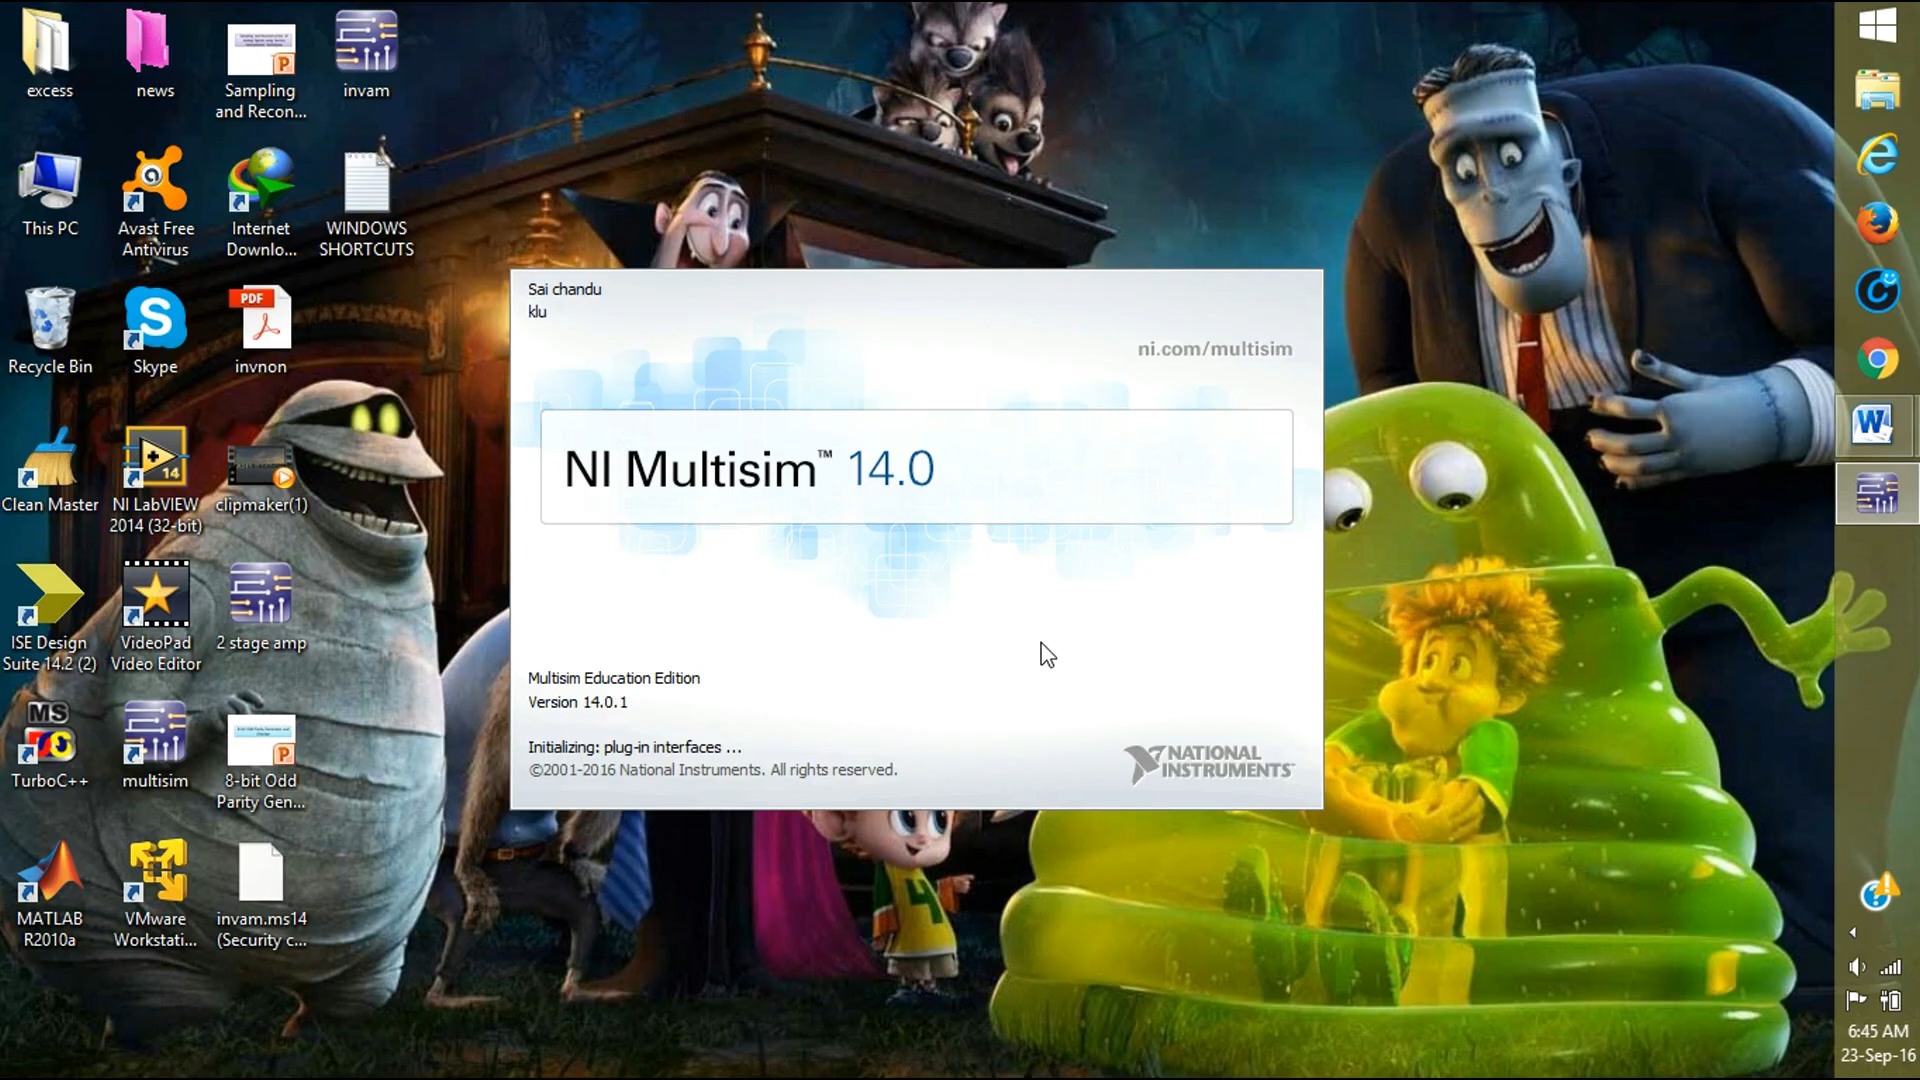 excess
news
Sampling
and Recon...
invam
This PC
Avast Free
Antivirus
Internet
Downlo...
WINDOWS
SHORTCUTS
Recycle Bin
Skype
PDF
invnon
Clean Master
14
NI LabVIEW
2014 (32-bit)
clipmaker(1)
ISE Design
Suite 14.2 (2)
VideoPad
Video Editor
2 stage amp
MS
TurboC++
multisim
8-bit Odd
Parity Gen...
MATLAB
R2010a
VMware
Workstati...
invam.ms14
(Security c...
Sai chandu
klu
ni.com/multisim
NI Multisim™ 14.0
Multisim Education Edition
Version 14.0.1
Initializing: plug-in interfaces ...
©2001-2016 National Instruments. All rights reserved.
NATIONAL
INSTRUMENTS
6:45 AM
23-Sep-16